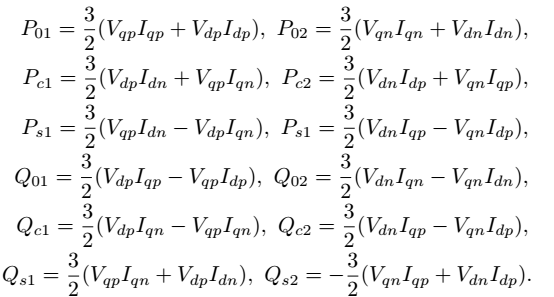 $P_{01} = \frac{3}{2}(V_{qp}I_{qp} + V_{dp}I_{dp}),\ P_{02} = \frac{3}{2}(V_{qn}I_{qn} + V_{dn}I_{dn}),$
$P_{c1} = \frac{3}{2}(V_{dp}I_{dn} + V_{qp}I_{qn}),\ P_{c2} = \frac{3}{2}(V_{dn}I_{dp} + V_{qn}I_{qp}),$
$P_{s1} = \frac{3}{2}(V_{qp}I_{dn} - V_{dp}I_{qn}),\ P_{s1} = \frac{3}{2}(V_{dn}I_{qp} - V_{qn}I_{dp}),$
$Q_{01} = \frac{3}{2}(V_{dp}I_{qp} - V_{qp}I_{dp}),\ Q_{02} = \frac{3}{2}(V_{dn}I_{qn} - V_{qn}I_{dn}),$
$Q_{c1} = \frac{3}{2}(V_{dp}I_{qn} - V_{qp}I_{qn}),\ Q_{c2} = \frac{3}{2}(V_{dn}I_{qp} - V_{qn}I_{dp}),$
$Q_{s1} = \frac{3}{2}(V_{qp}I_{qn} + V_{dp}I_{dn}),\ Q_{s2} = -\frac{3}{2}(V_{qn}I_{qp} + V_{dn}I_{dp}).$